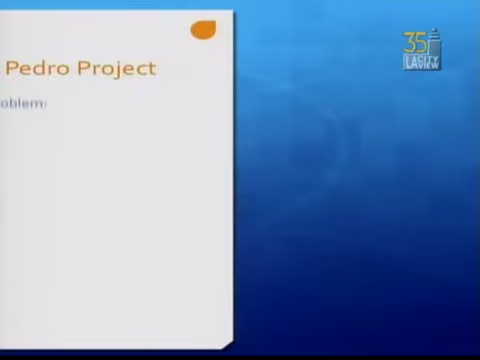 Pedro Project
oblem:
35
LA CITY
VIEW